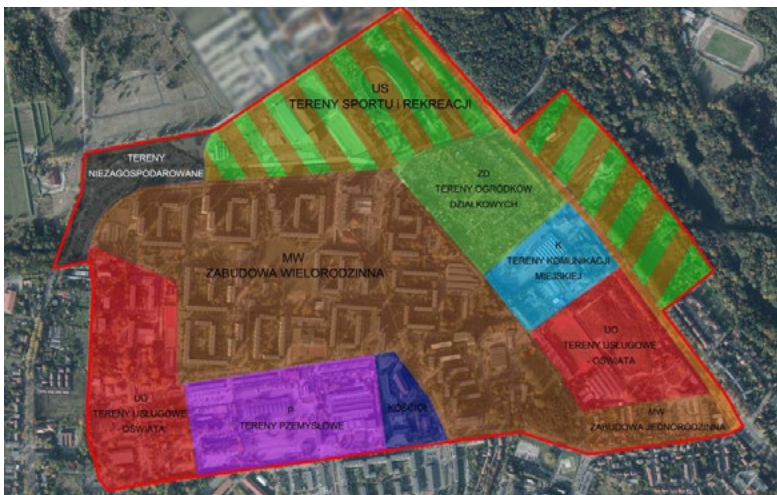 US
TERENY SPORTU i REKREACJI
TERENY
NIEZAGOSPODAROWANE
ZD
TERENY OGRÓDKÓW
DZIAŁKOWYCH
K
TERENY KOMUNIKACJI
MIEJSKIEJ
MW
ZABUDOWA WIELORODZINNA
UO
TERENY USŁUGOWE
- OŚWIATA
UO
TERENY USŁUGOWE
- OŚWIATA
P
TERENY PZEMYSŁOWE
KOŚCIÓŁ
MW
ZABUDOWA JEDNORODZINNA